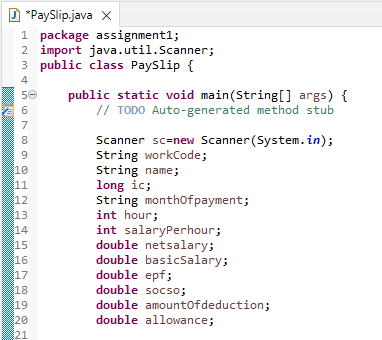 *PaySlip.java
1 package assignment1;
2 import java.util.Scanner;
3 public class PaySlip {
4
5 public static void main(String[] args) {
6 // TODO Auto-generated method stub
7
8 Scanner sc=new Scanner(System.in);
9 String workCode;
10 String name;
11 long ic;
12 String monthOfpayment;
13 int hour;
14 int salaryPerhour;
15 double netsalary;
16 double basicSalary;
17 double epf;
18 double socso;
19 double amountOfdeduction;
20 double allowance;
21